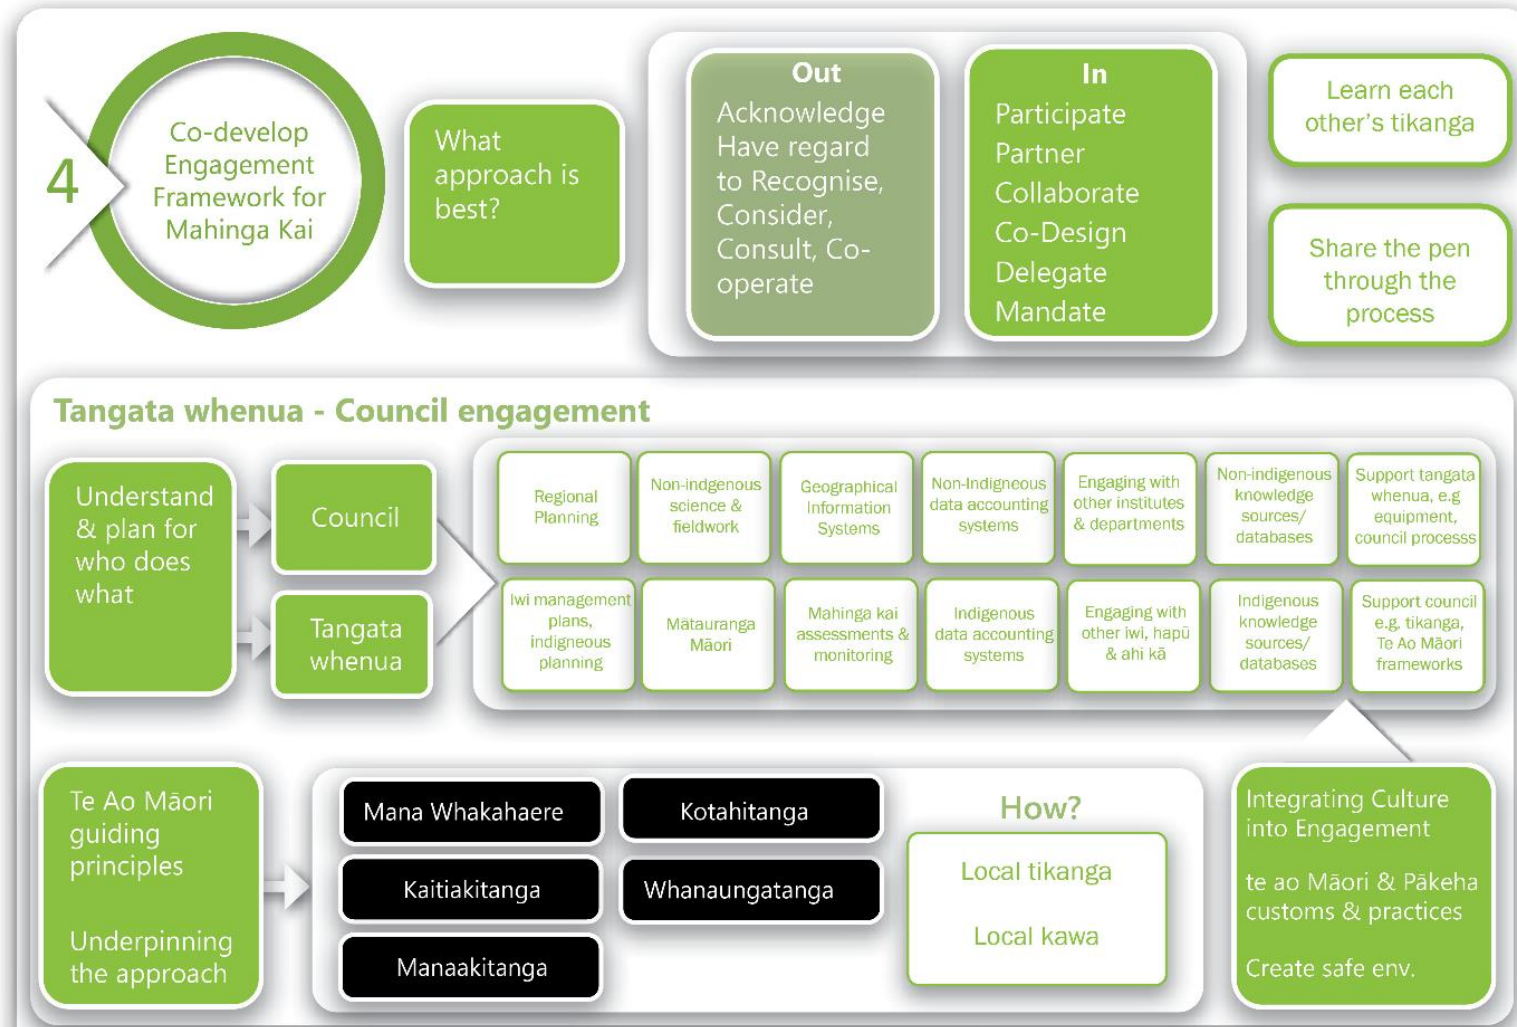 4
Co-develop
Engagement
Framework for
Mahinga Kai
What
approach is
best?
Out
Acknowledge
Have regard
to Recognise,
Consider,
Consult, Co-
operate
In
Participate
Partner
Collaborate
Co-Design
Delegate
Mandate
Learn each
other's tikanga
Share the pen
through the
process
Tangata whenua - Council engagement
Understand
& plan for
who does
what
Council
Tangata
whenua
Regional
Planning
Non-indgenous
science &
fieldwork
Geographical
Information
Systems
Non-Indigneous
data accounting
systems
Engaging with
other institutes
& departments
Non-indigenous
knowledge
sources/
databases
Support tangata
whenua, e.g
equipment,
council processs
Iwi management
plans,
indigneous
planning
Mātauranga
Māori
Mahinga kai
assessments &
monitoring
Indigenous
data accounting
systems
Engaging with
other iwi, hapū
& ahi kā
Indigenous
knowledge
sources/
databases
Support council
e.g. tikanga,
Te Ao Māori
frameworks
Te Ao Māori
guiding
principles
Underpinning
the approach
Mana Whakahaere
Kaitiakitanga
Manaakitanga
Kotahitanga
Whanaungatanga
How?
Local tikanga
Local kawa
Integrating Culture
into Engagement
te ao Māori & Pākeha
customs & practices
Create safe env.